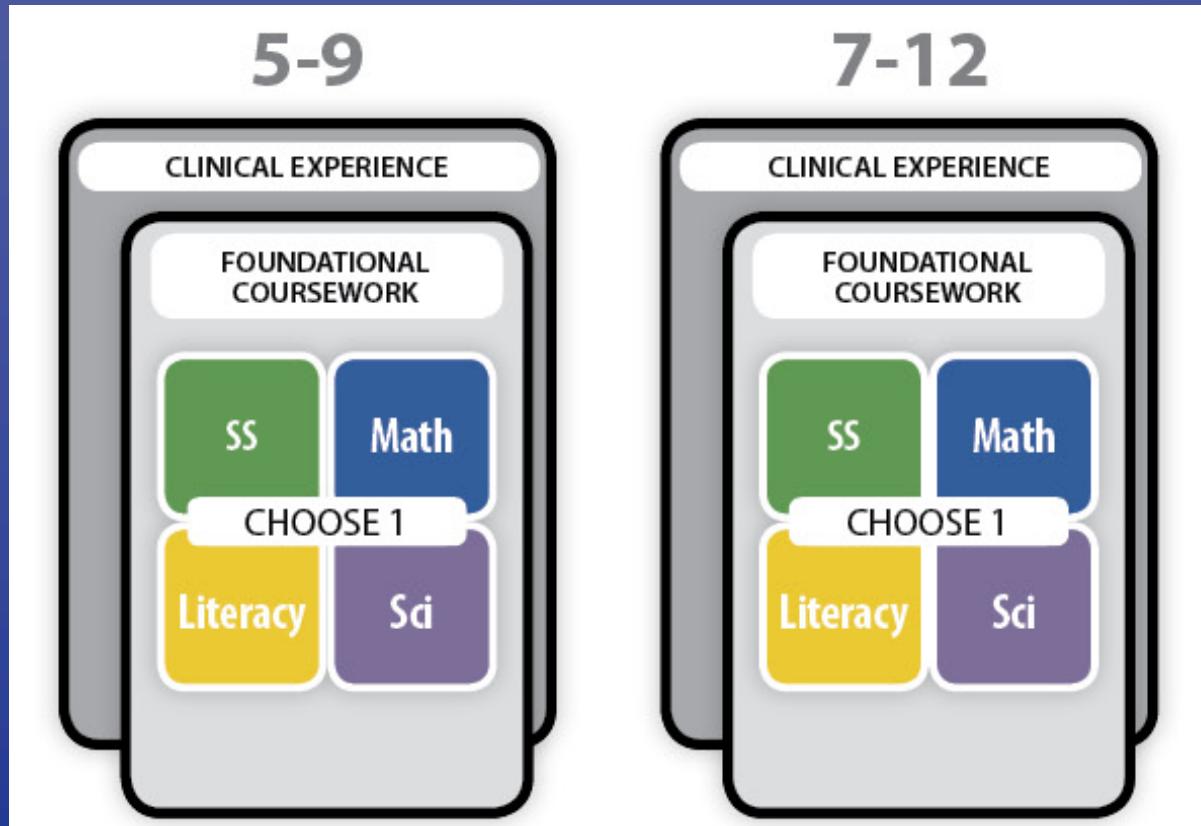 5-9
CLINICAL EXPERIENCE
FOUNDATIONAL
COURSEWORK
SS
Math
CHOOSE 1
Literacy
Sci
7-12
CLINICAL EXPERIENCE
FOUNDATIONAL
COURSEWORK
SS
Math
CHOOSE 1
Literacy
Sci